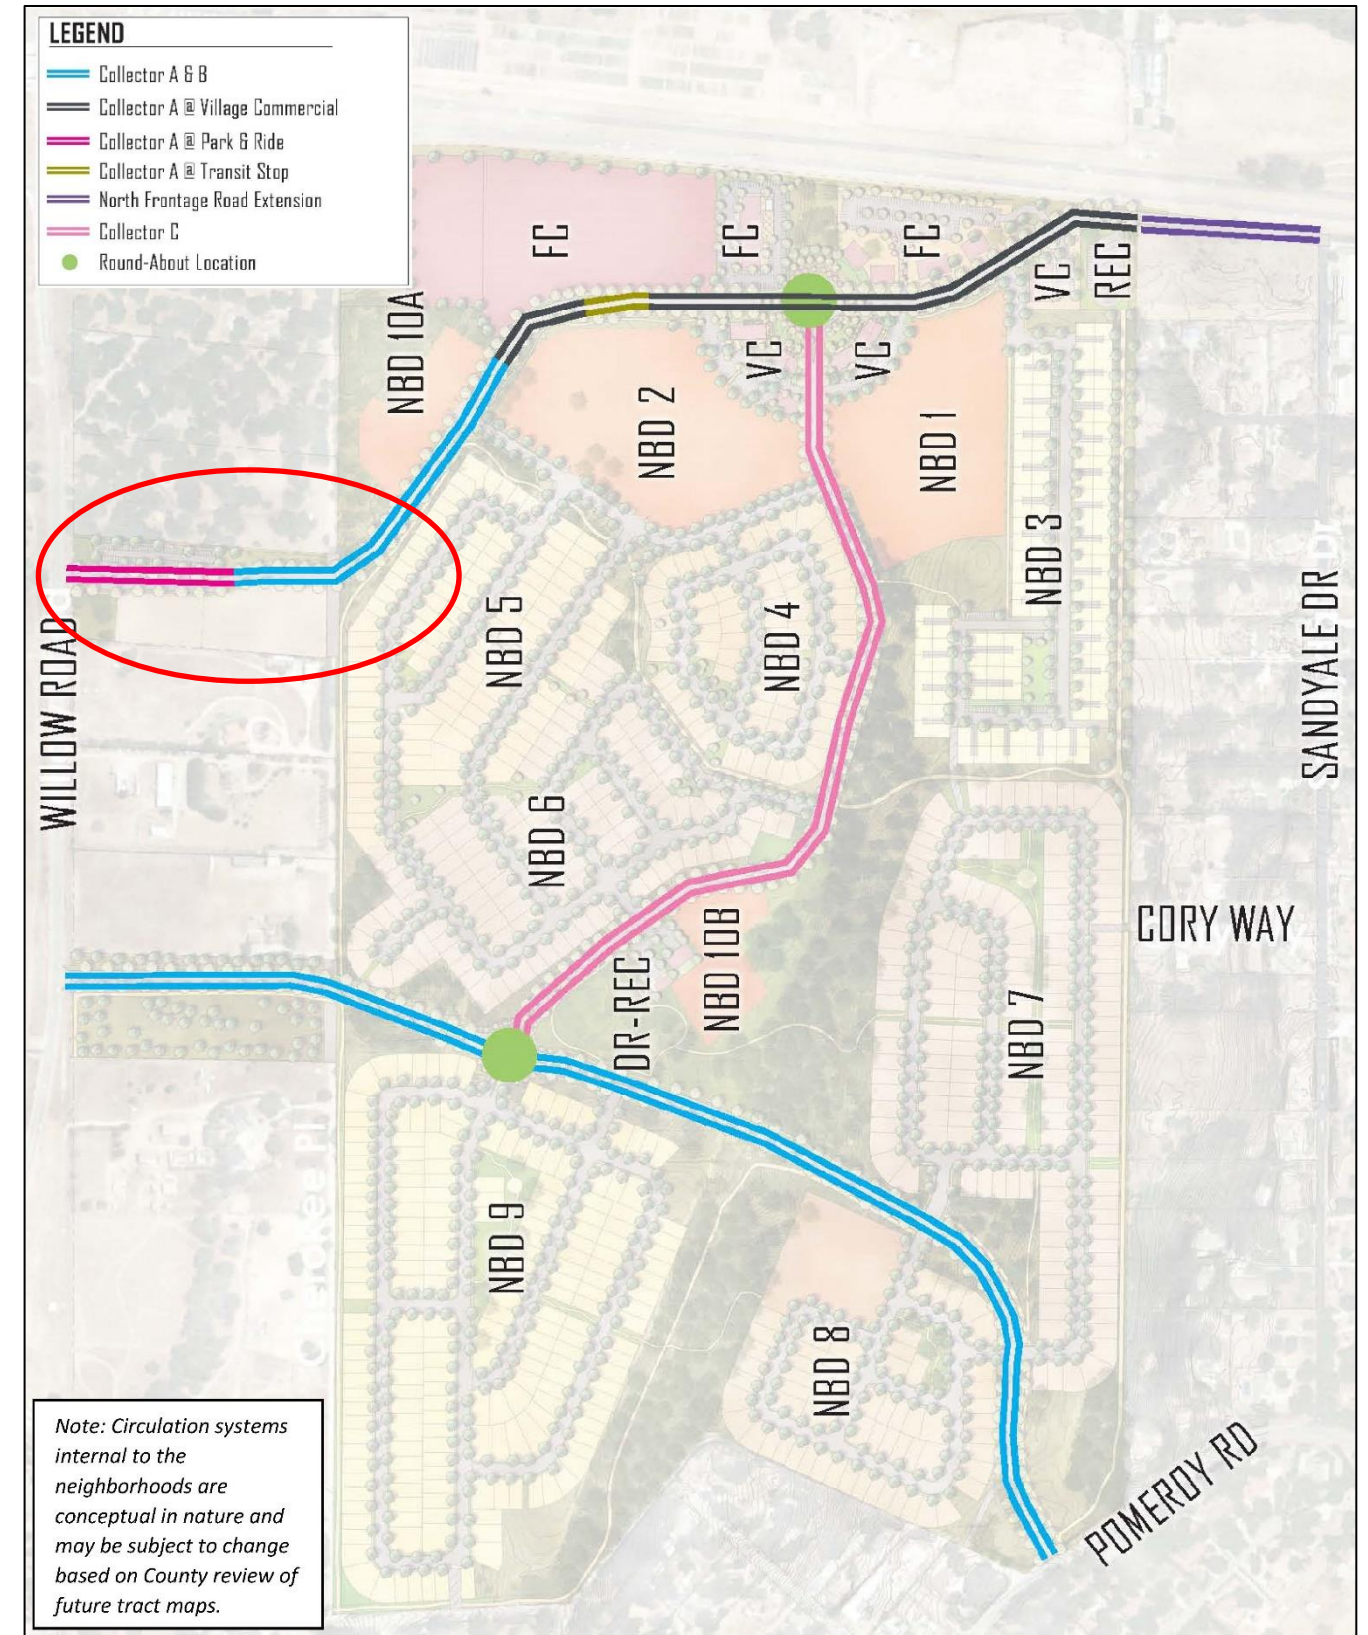 LEGEND
Collector A & B
Collector A @ Village Commercial
Collector A @ Park & Ride
Collector A @ Transit Stop
North Frontage Road Extension
Collector C
Round-About Location
FC
FC
FC
VC
REC
NBD 10A
VC
VC
NBD 2
NBD 1
NBD 3
NBD 5
NBD 4
WILLOW ROAD
SANDYALE DR
NBD 6
CORY WAY
NBD 10B
DR-REC
NBD 7
NBD 9
NBD 8
POMEROY RD
Note: Circulation systems
internal to the
neighborhoods are
conceptual in nature and
may be subject to change
based on County review of
future tract maps.